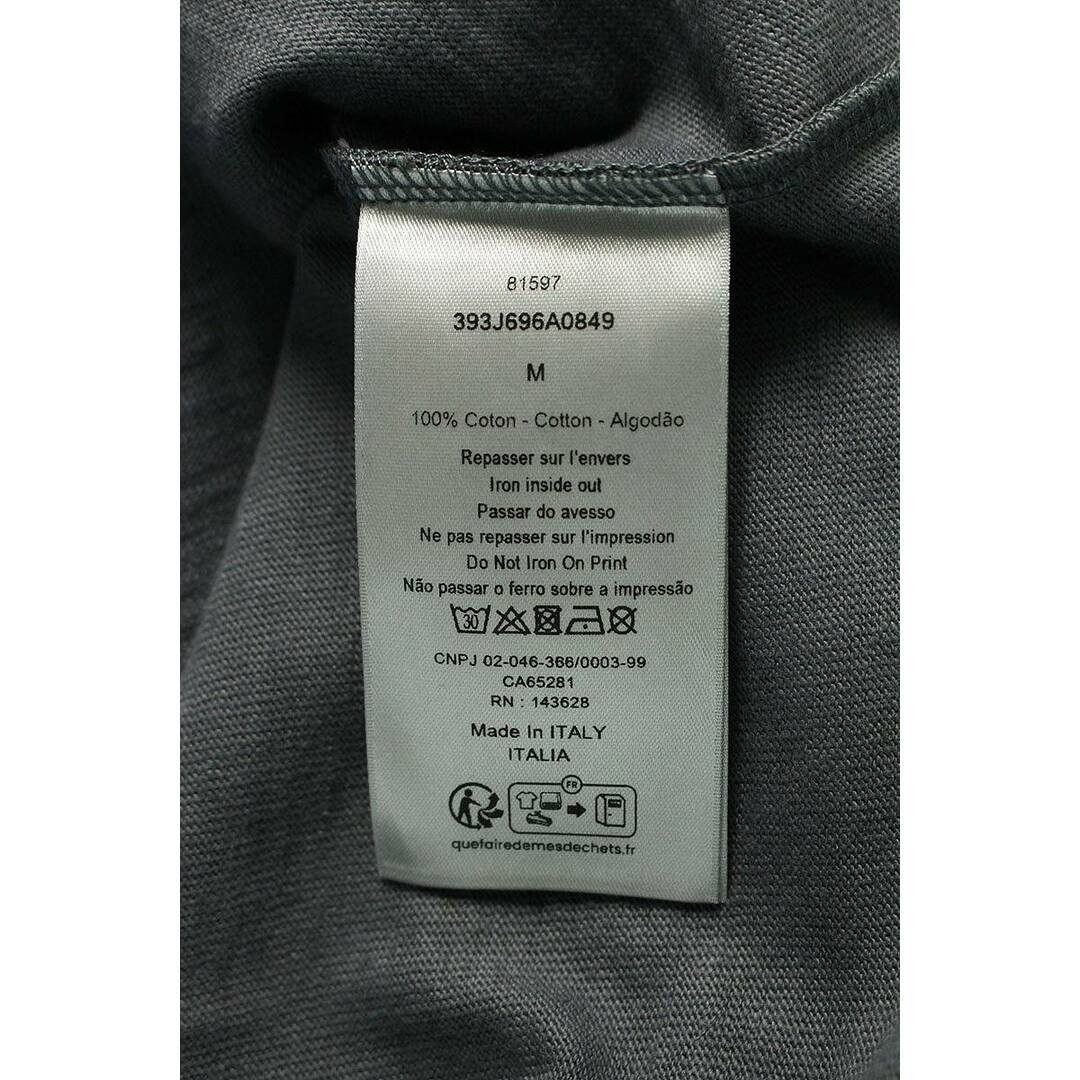 81597
393J696A0849
M
100% Coton - Cotton - Algodão
Repasser sur l'envers
Iron inside out
Passar do avesso
Ne pas repasser sur l'impression
Do Not Iron On Print
Não passar o ferro sobre a impressão
30
CNPJ 02-046-366/0003-99
CA65281
RN : 143628
Made In ITALY
ITALIA
FR
quefairedemesdechets.fr